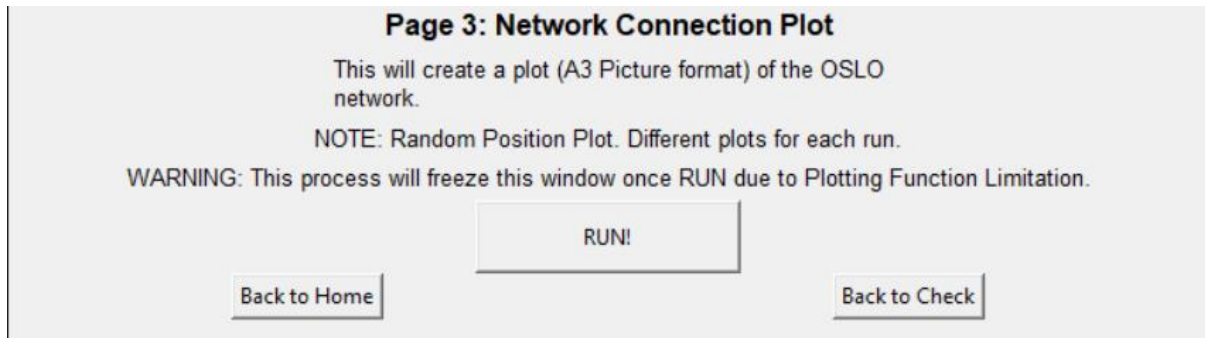 Page 3: Network Connection Plot
This will create a plot (A3 Picture format) of the OSLO
network.
NOTE: Random Position Plot. Different plots for each run.
WARNING: This process will freeze this window once RUN due to Plotting Function Limitation.
RUN!
Back to Home
Back to Check